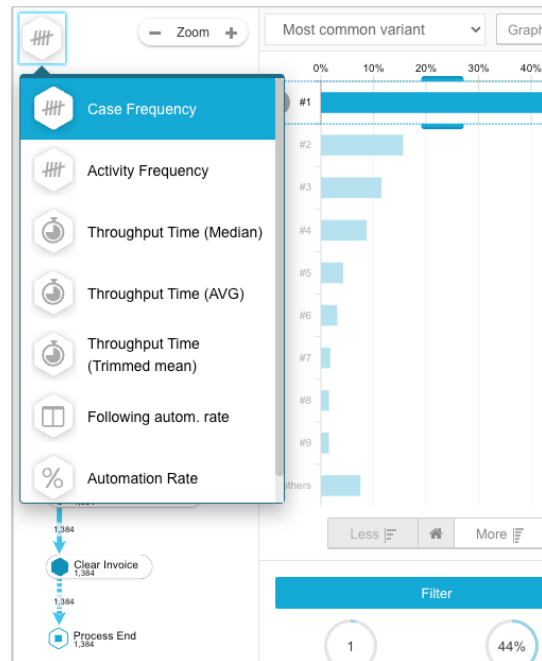 Zoom
Most common variant
Graph
0% 10% 20% 30% 40%
Case Frequency
Activity Frequency
Throughput Time (Median)
Throughput Time (AVG)
Throughput Time
(Trimmed mean)
Following autom. rate
Automation Rate
#1
#2
#3
#4
#5
#6
#7
#8
#9
others
1,384
Clear Invoice
1,384
1,384
Process End
1,384
Less
More
Filter
1
44%